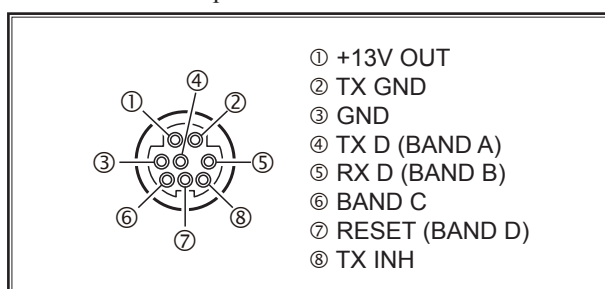 ④
① ②
③ ⑤
⑥ ⑧
⑦
① +13V OUT
② TX GND
③ GND
④ TX D (BAND A)
⑤ RX D (BAND B)
⑥ BAND C
⑦ RESET (BAND D)
⑧ TX INH